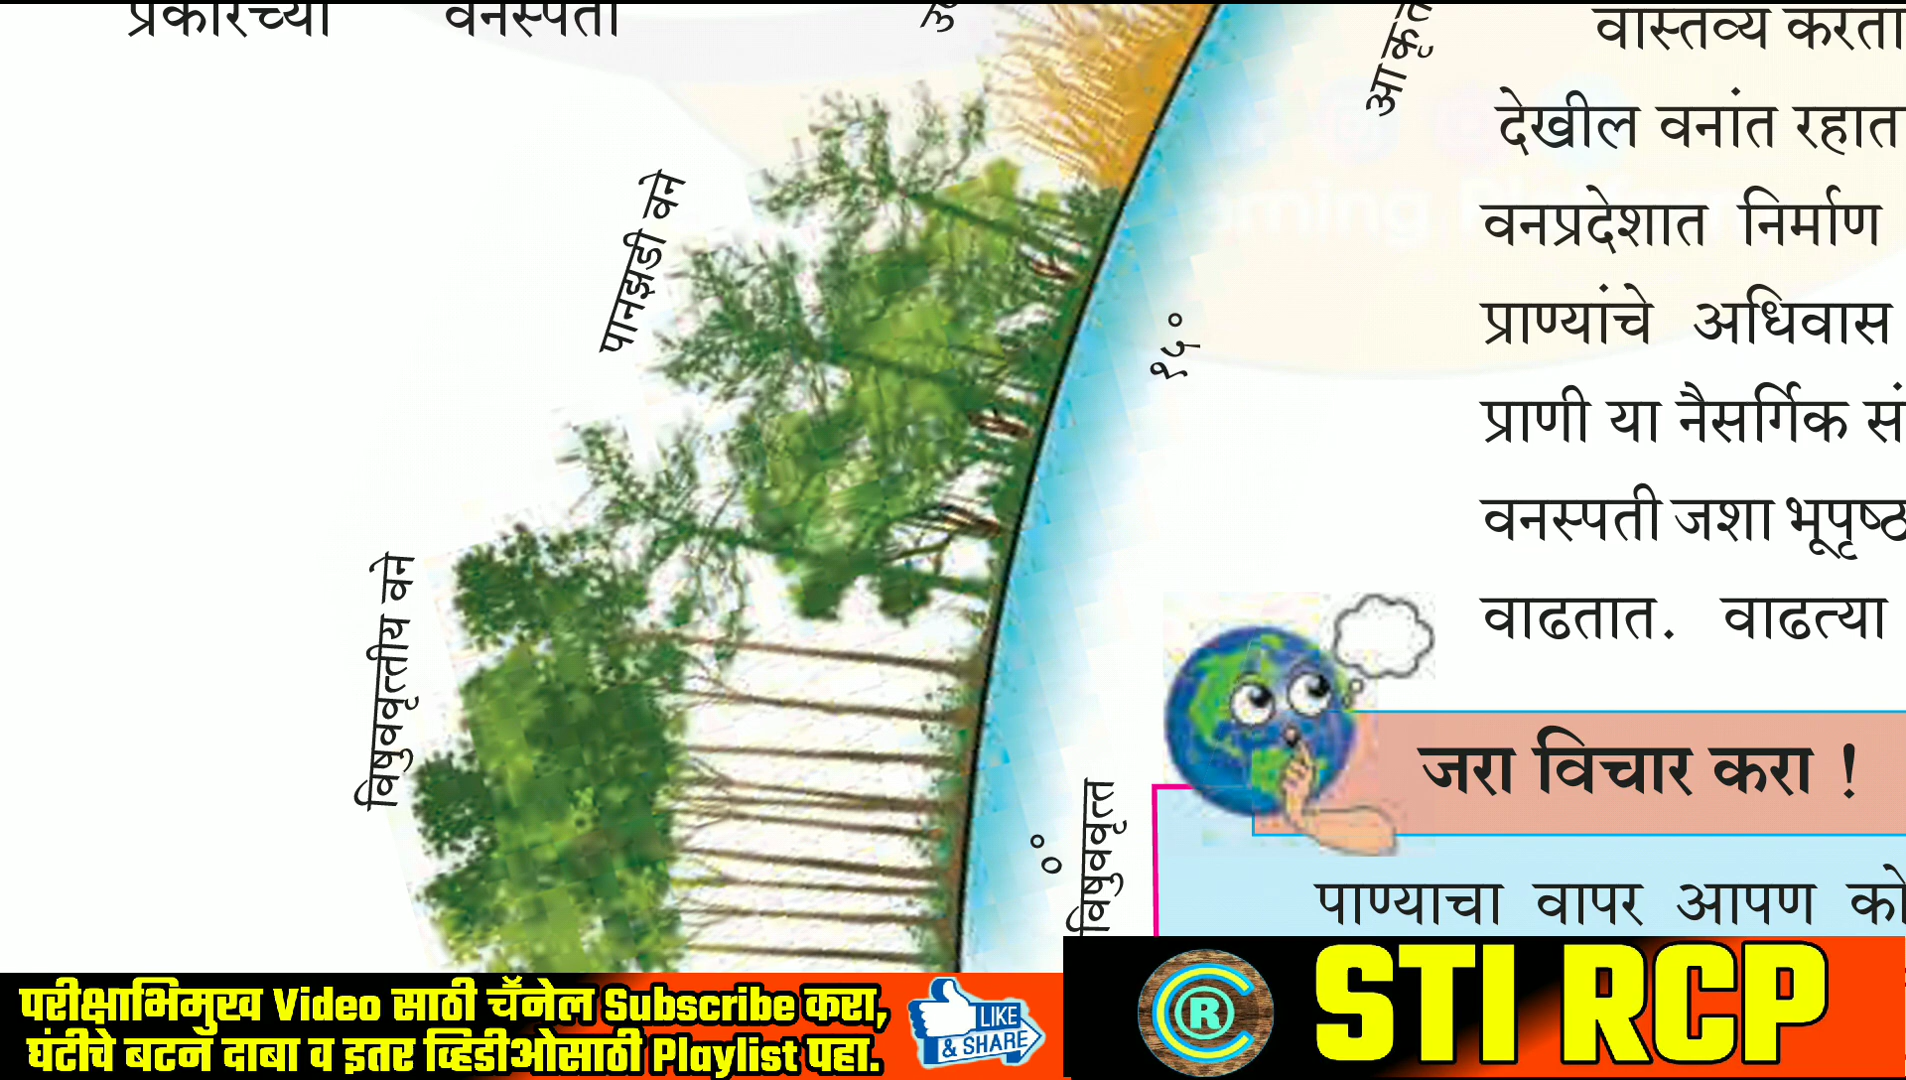 प्रकारच्या वनस्पती
पानझडी वने
विषुववृत्तीय वने
१५°
०°
विषुववृत्त
वास्तव्य करता
देखील वनांत रहात
वनप्रदेशात निर्माण
प्राण्यांचे अधिवास
प्राणी या नैसर्गिक सं
वनस्पती जशा भूपृष्ठ
वाढतात. वाढत्या
जरा विचार करा !
पाण्याचा वापर आपण को
परीक्षाभिमुख Video साठी चॅनेल Subscribe करा,
घंटीचे बटन दाबा व इतर व्हिडीओसाठी Playlist पहा.
LIKE
& SHARE
R
STI RCP